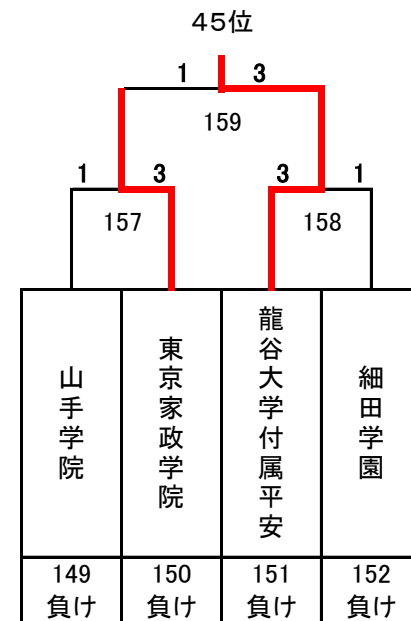 45位
1 3
159
1 3 3 1
157 158
山手学院
東京家政学院
龍谷大学付属平安
細田学園
149 150 151 152
負け 負け 負け 負け